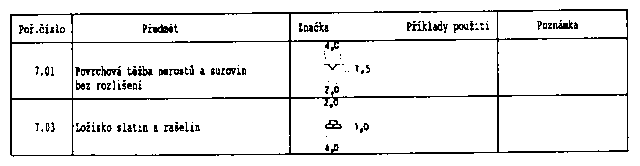 Poř.číslo Předmět Značka Příklady použití Poznámka
4,0
7.01 Povrchová těžba nerostů a surovin 1,5
bez rozlišení 2,0
2,0
7.03 Ložisko slatin a rašelin 1,0
4,0